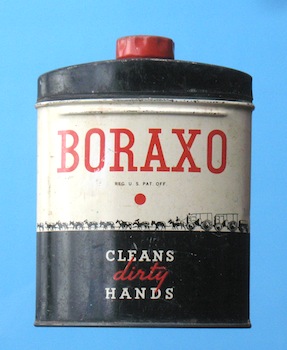 BORAXO
REG. U. S. PAT. OFF.
CLEANS
dirty
HANDS